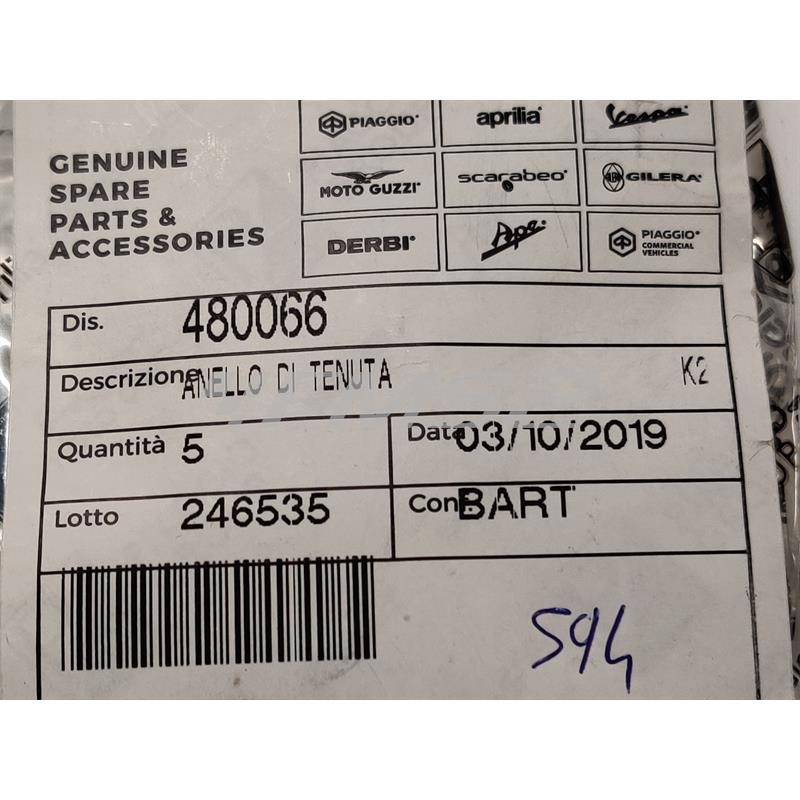 GENUINE
SPARE
PARTS &
ACCESSORIES
PIAGGIO® aprilia® Vespa®
MOTO GUZZI® scarabeo® GILERA®
DERBI® Ape® PIAGGIO®
COMMERCIAL
VEHICLES
Dis. 480066
Descrizione ANELLO DI TENUTA K2
Quantità 5 Data 03/10/2019
Lotto 246535 Conf. BART
594